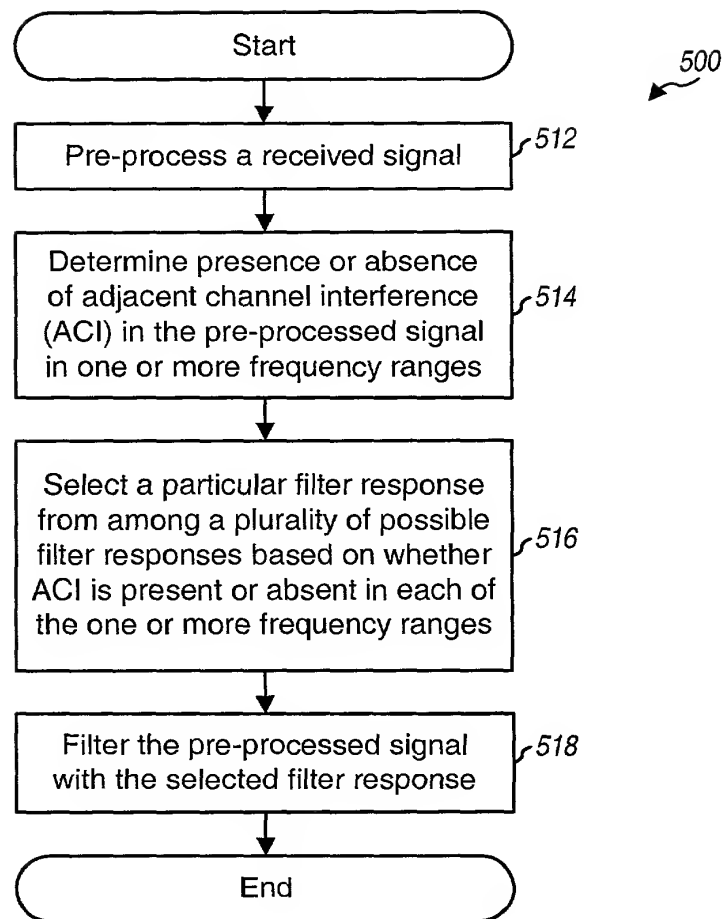 Start
500
Pre-process a received signal
512
Determine presence or absence
of adjacent channel interference
(ACI) in the pre-processed signal
in one or more frequency ranges
514
Select a particular filter response
from among a plurality of possible
filter responses based on whether
ACI is present or absent in each of
the one or more frequency ranges
516
Filter the pre-processed signal
with the selected filter response
518
End